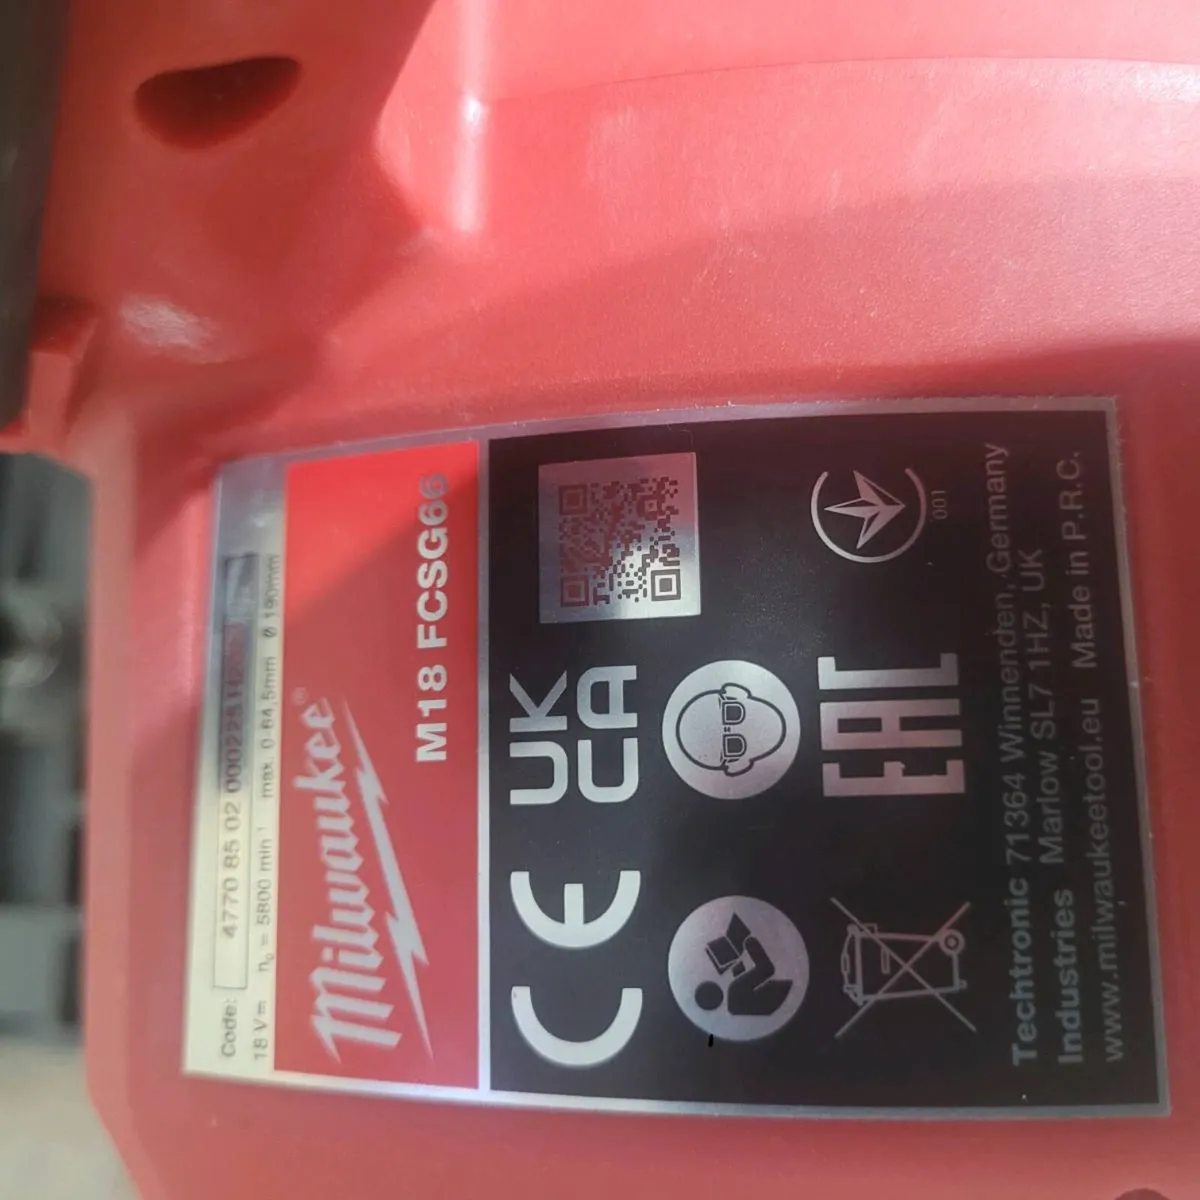 Code: 4770 85 02
18 V n₀ = 5800 min⁻¹ max. 0-64,5mm Ø 190mm
Milwaukee®
M18 FCSG66
CE UK
CA
EAC
001
Techtronic 71364 Winnenden, Germany
Industries Marlow SL7 1HZ, UK
www.milwaukeetool.eu Made in P.R.C.